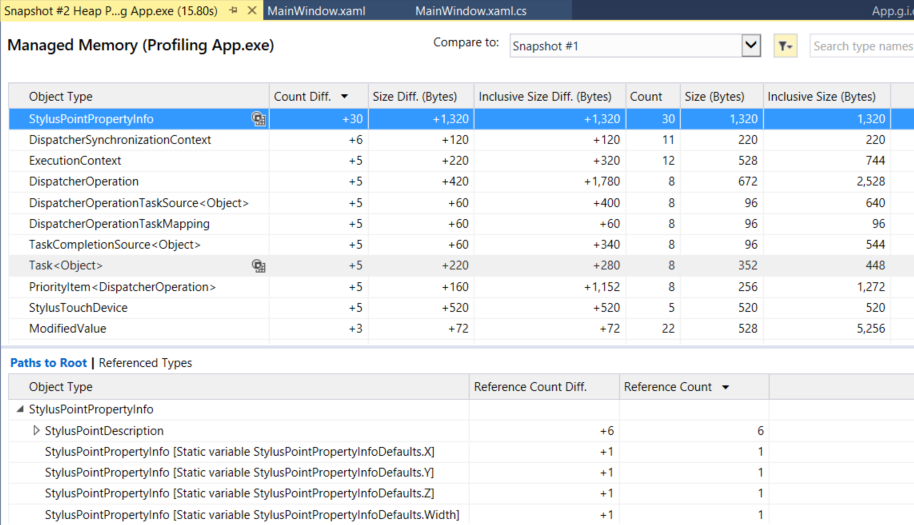 Snapshot #2 Heap P...g App.exe (15.80s) MainWindow.xaml MainWindow.xaml.cs App.g.i.c
Managed Memory (Profiling App.exe) Compare to: Snapshot #1 Search type names
Object Type Count Diff. Size Diff. (Bytes) Inclusive Size Diff. (Bytes) Count Size (Bytes) Inclusive Size (Bytes)
StylusPointPropertyInfo +30 +1,320 +1,320 30 1,320 1,320
DispatcherSynchronizationContext +6 +120 +120 11 220 220
ExecutionContext +5 +220 +320 12 528 744
DispatcherOperation +5 +420 +1,780 8 672 2,528
DispatcherOperationTaskSource<Object> +5 +60 +400 8 96 640
DispatcherOperationTaskMapping +5 +60 +60 8 96 96
TaskCompletionSource<Object> +5 +60 +340 8 96 544
Task<Object> +5 +220 +280 8 352 448
PriorityItem<DispatcherOperation> +5 +160 +1,152 8 256 1,272
StylusTouchDevice +5 +520 +520 5 520 520
ModifiedValue +3 +72 +72 22 528 5,256
Paths to Root | Referenced Types
Object Type Reference Count Diff. Reference Count
StylusPointPropertyInfo
StylusPointDescription +6 6
StylusPointPropertyInfo [Static variable StylusPointPropertyInfoDefaults.X] +1 1
StylusPointPropertyInfo [Static variable StylusPointPropertyInfoDefaults.Y] +1 1
StylusPointPropertyInfo [Static variable StylusPointPropertyInfoDefaults.Z] +1 1
StylusPointPropertyInfo [Static variable StylusPointPropertyInfoDefaults.Width] +1 1